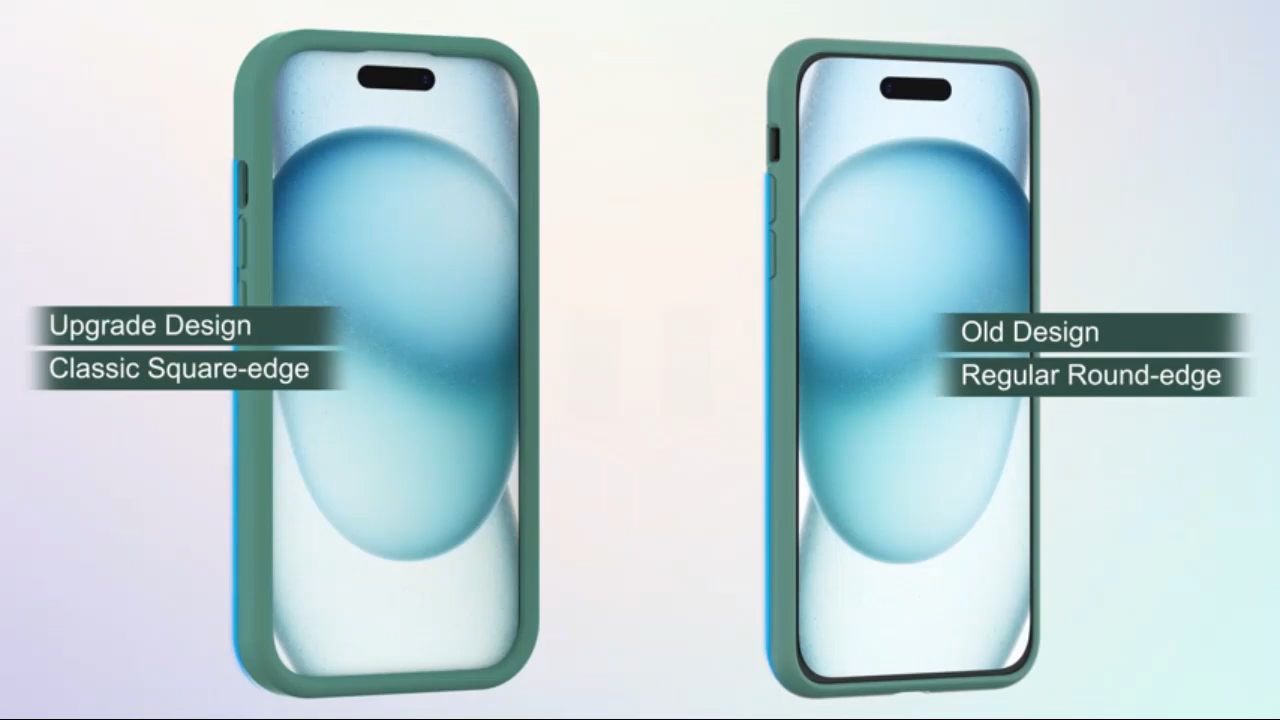 Upgrade Design
Classic Square-edge
Old Design
Regular Round-edge